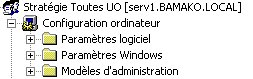 Stratégie Toutes UO [serv1.BAMAKO.LOCAL]
Configuration ordinateur
Paramètres logiciel
Paramètres Windows
Modèles d'administration